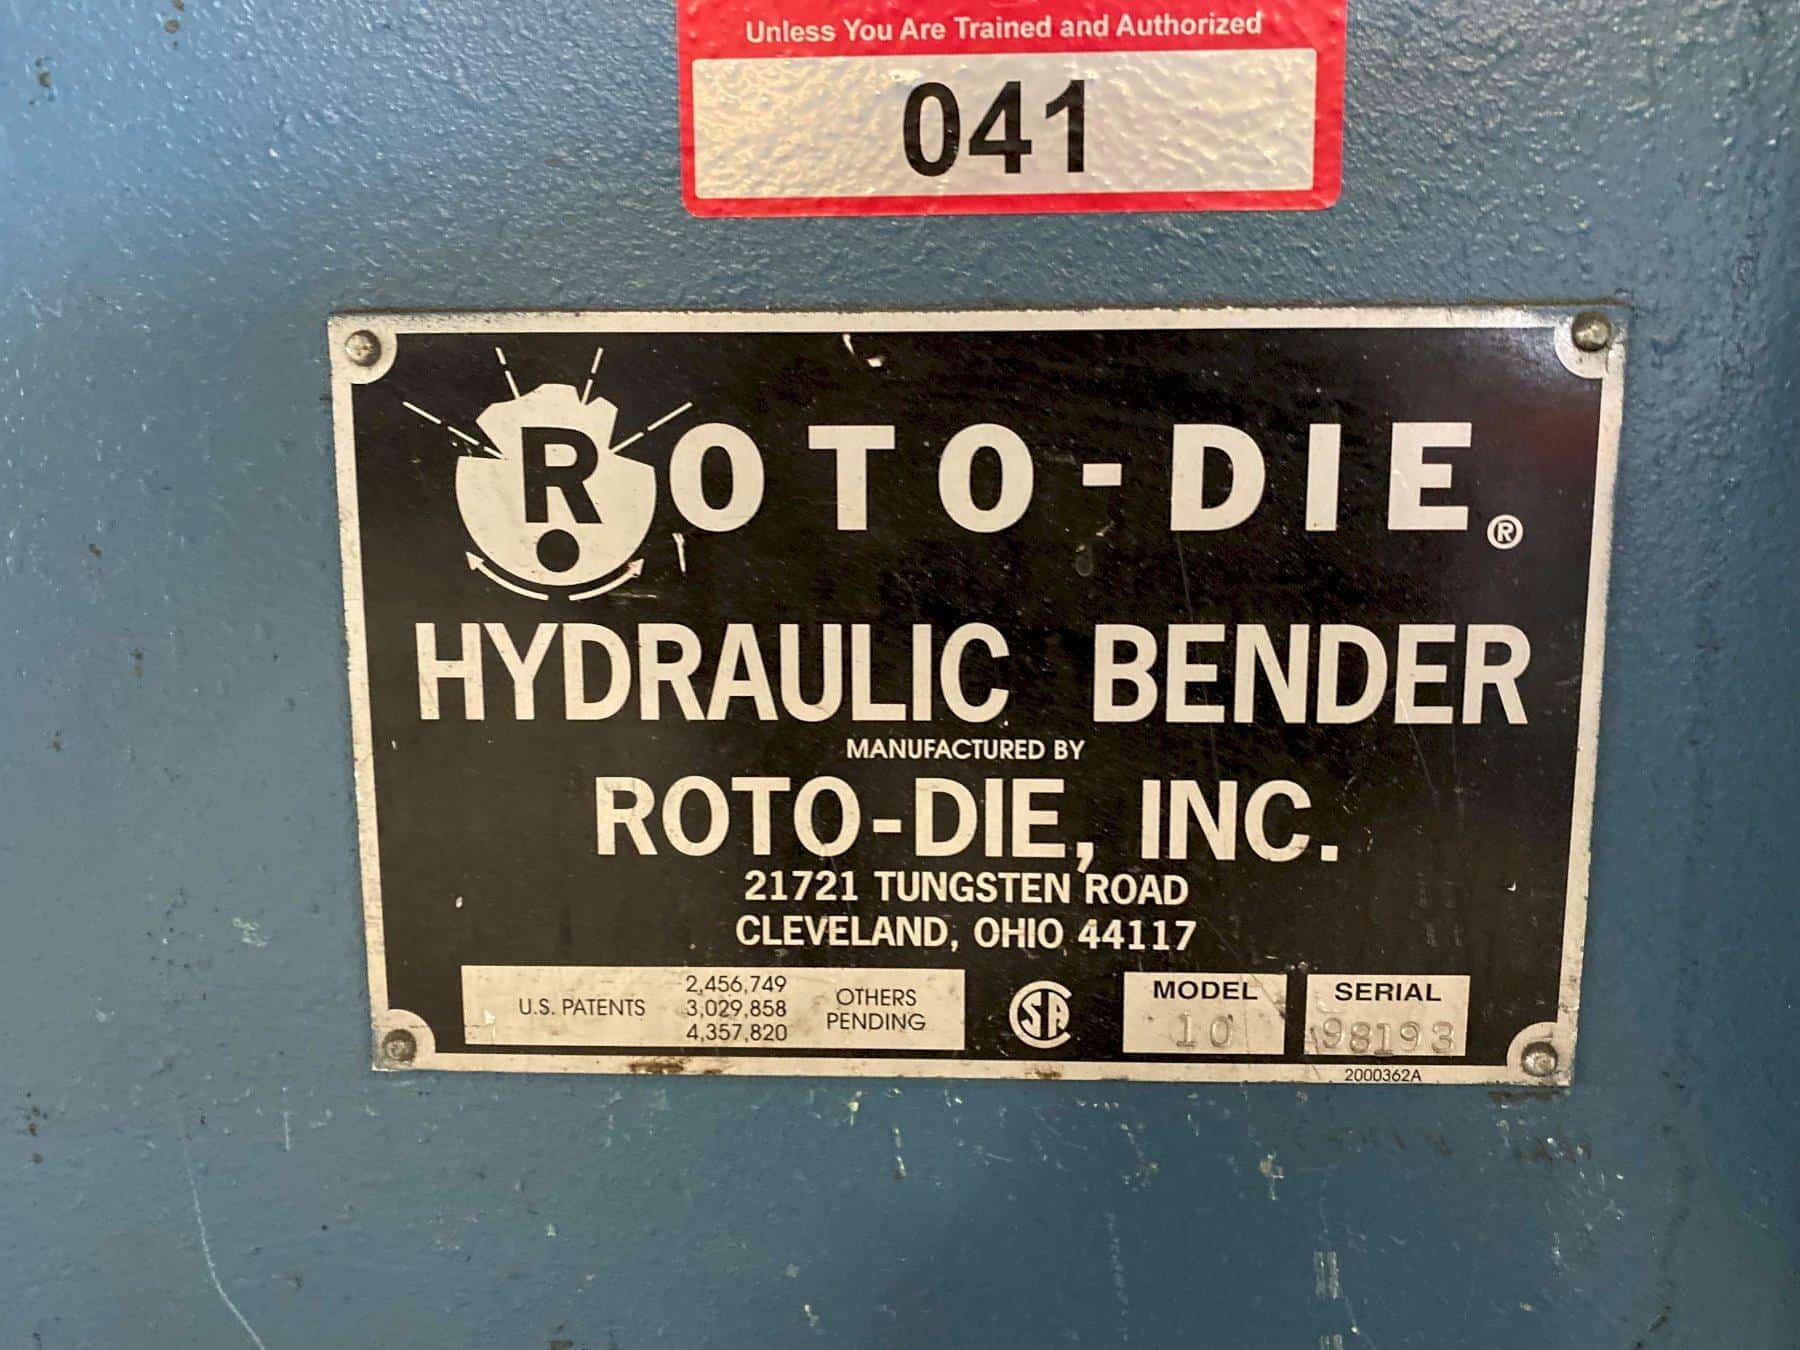 Unless You Are Trained and Authorized
041
ROTO-DIE®
HYDRAULIC BENDER
MANUFACTURED BY
ROTO-DIE, INC.
21721 TUNGSTEN ROAD
CLEVELAND, OHIO 44117
U.S. PATENTS
2,456,749
3,029,858
4,357,820
OTHERS
PENDING
CSA
MODEL
10
SERIAL
98193
2000362A